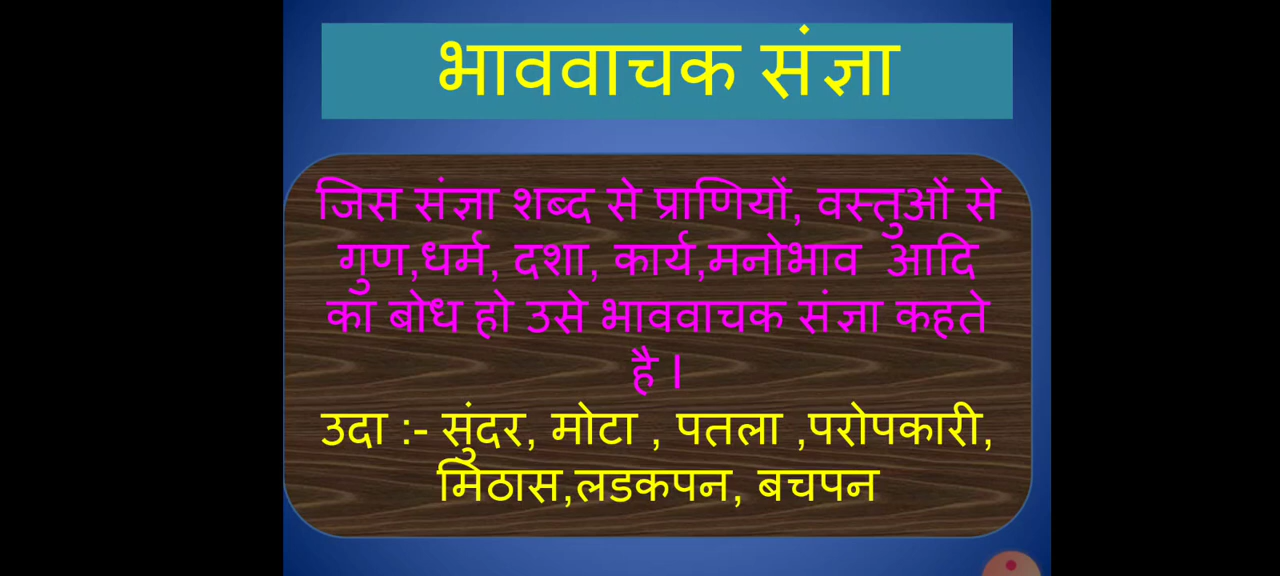 भाववाचक संज्ञा
जिस संज्ञा शब्द से प्राणियों, वस्तुओं से
गुण,धर्म, दशा, कार्य,मनोभाव आदि
का बोध हो उसे भाववाचक संज्ञा कहते
है ।
उदा :- सुंदर, मोटा , पतला ,परोपकारी,
मिठास,लडकपन, बचपन